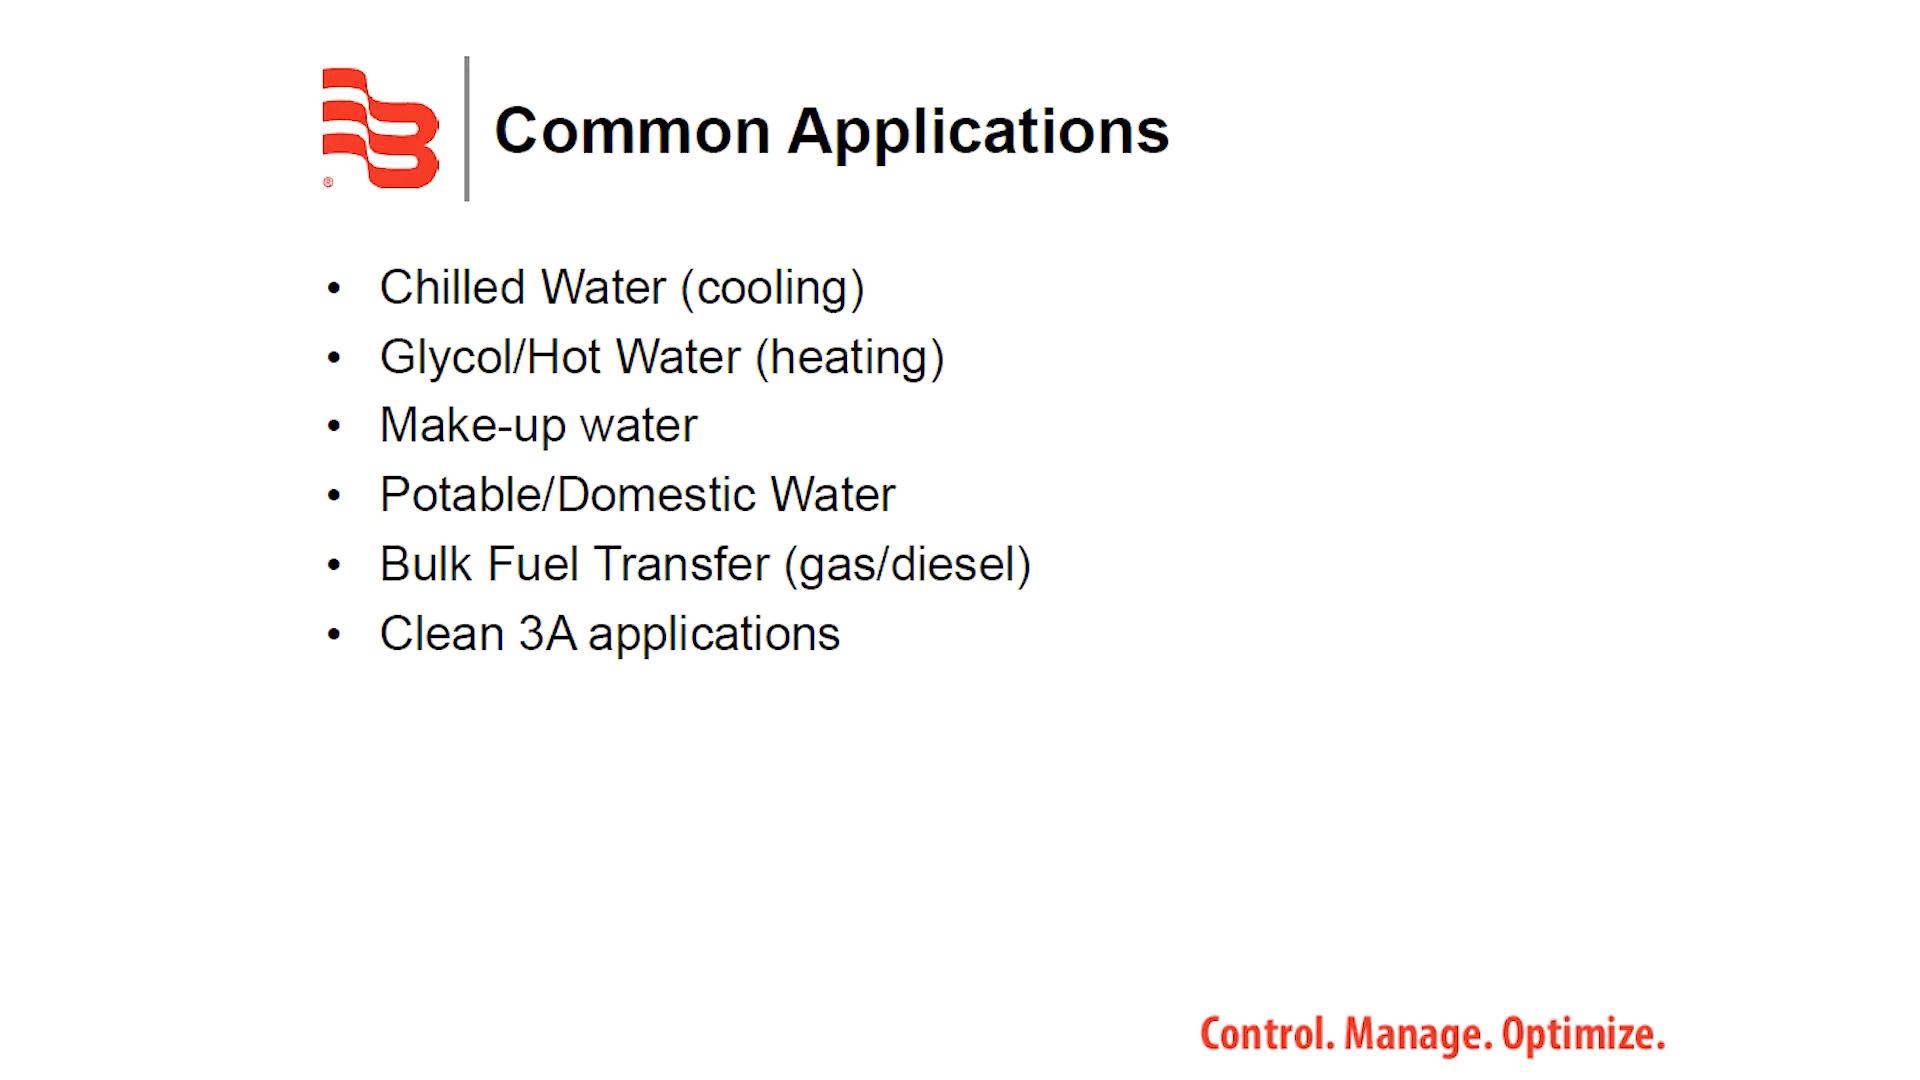 Common Applications
• Chilled Water (cooling)
• Glycol/Hot Water (heating)
• Make-up water
• Potable/Domestic Water
• Bulk Fuel Transfer (gas/diesel)
• Clean 3A applications
®
Control. Manage. Optimize.